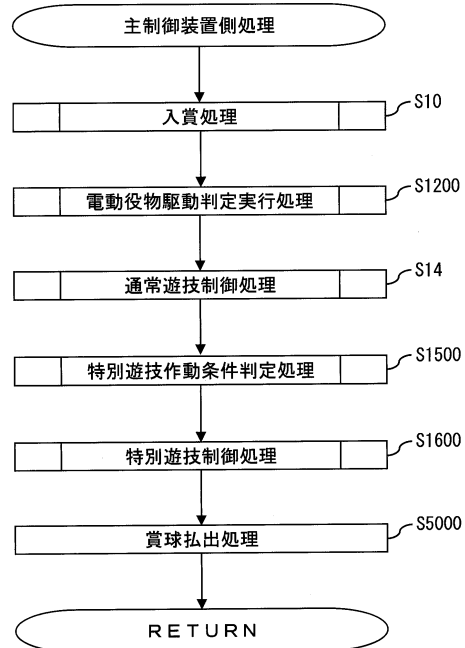 主制御装置側処理
入賞処理
S10
電動役物駆動判定実行処理
S1200
通常遊技制御処理
S14
特別遊技作動条件判定処理
S1500
特別遊技制御処理
S1600
賞球払出処理
S5000
RETURN